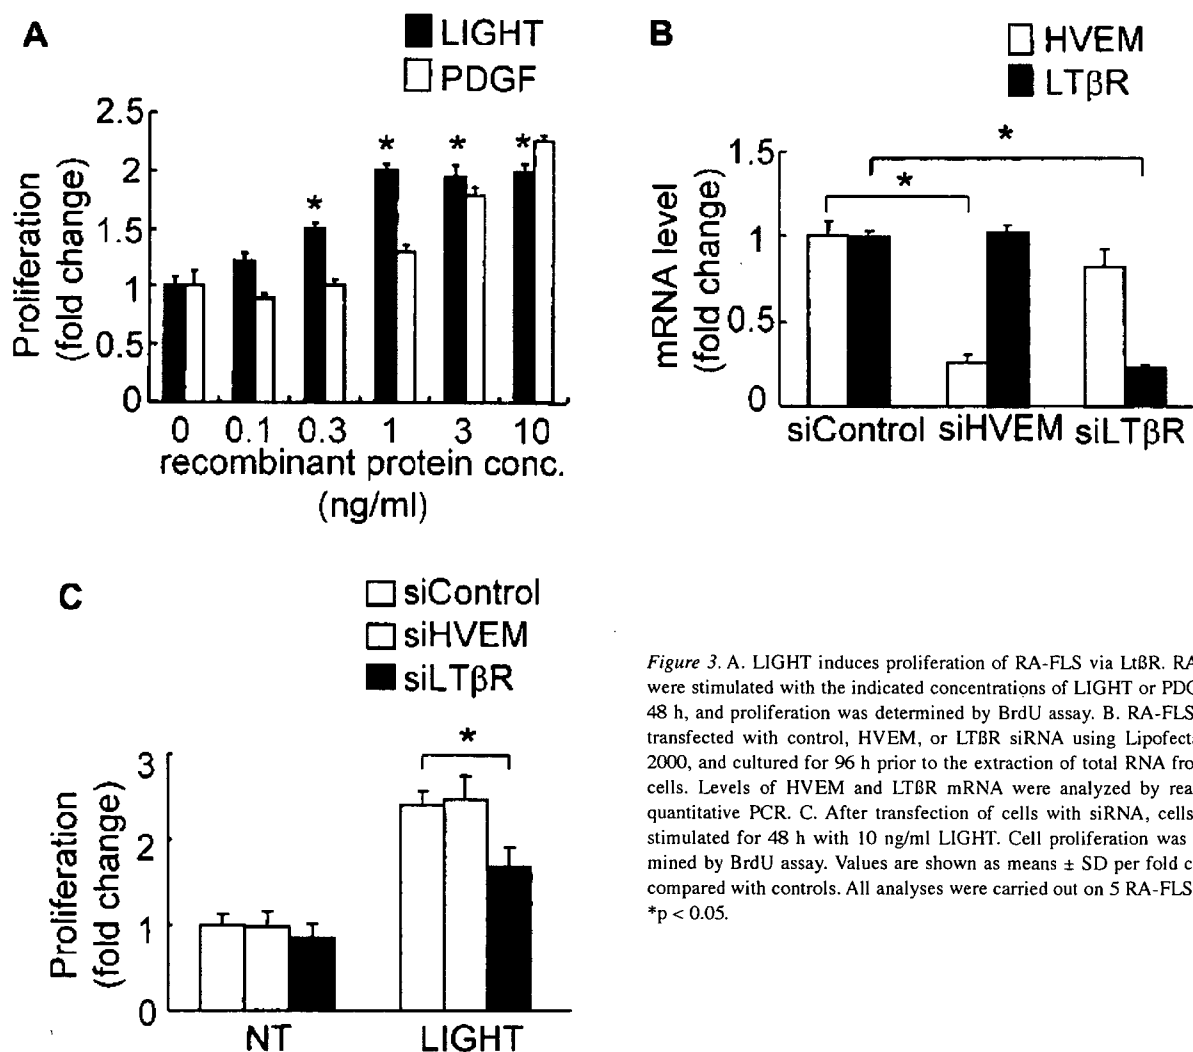 A
LIGHT
PDGF
2.5
2
1.5
1
0.5
0
Proliferation
(fold change)
*
*
*
*
0 0.1 0.3 1 3 10
recombinant protein conc.
(ng/ml)
B
HVEM
LTβR
1.5
1
0.5
0
mRNA level
(fold change)
*
*
siControl siHVEM siLTβR
C
siControl
siHVEM
siLTβR
3
2
1
0
Proliferation
(fold change)
*
NT LIGHT
Figure 3. A. LIGHT induces proliferation of RA-FLS via LtßR. RA
were stimulated with the indicated concentrations of LIGHT or PDG
48 h, and proliferation was determined by BrdU assay. B. RA-FLS
transfected with control, HVEM, or LTßR siRNA using Lipofect
2000, and cultured for 96 h prior to the extraction of total RNA fro
cells. Levels of HVEM and LTßR mRNA were analyzed by rea
quantitative PCR. C. After transfection of cells with siRNA, cells
stimulated for 48 h with 10 ng/ml LIGHT. Cell proliferation was
mined by BrdU assay. Values are shown as means ± SD per fold c
compared with controls. All analyses were carried out on 5 RA-FLS
*p < 0.05.